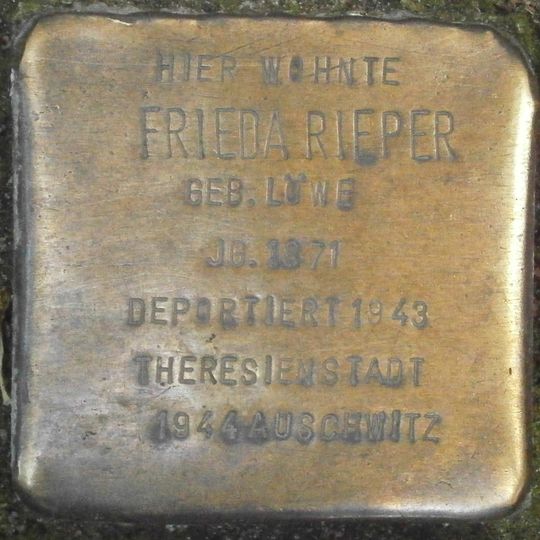 HIER WOHNTE
FRIEDA RIEPER
GEB. LÖWE
JG. 1871
DEPORTIERT 1943
THERESIENSTADT
1944 AUSCHWITZ